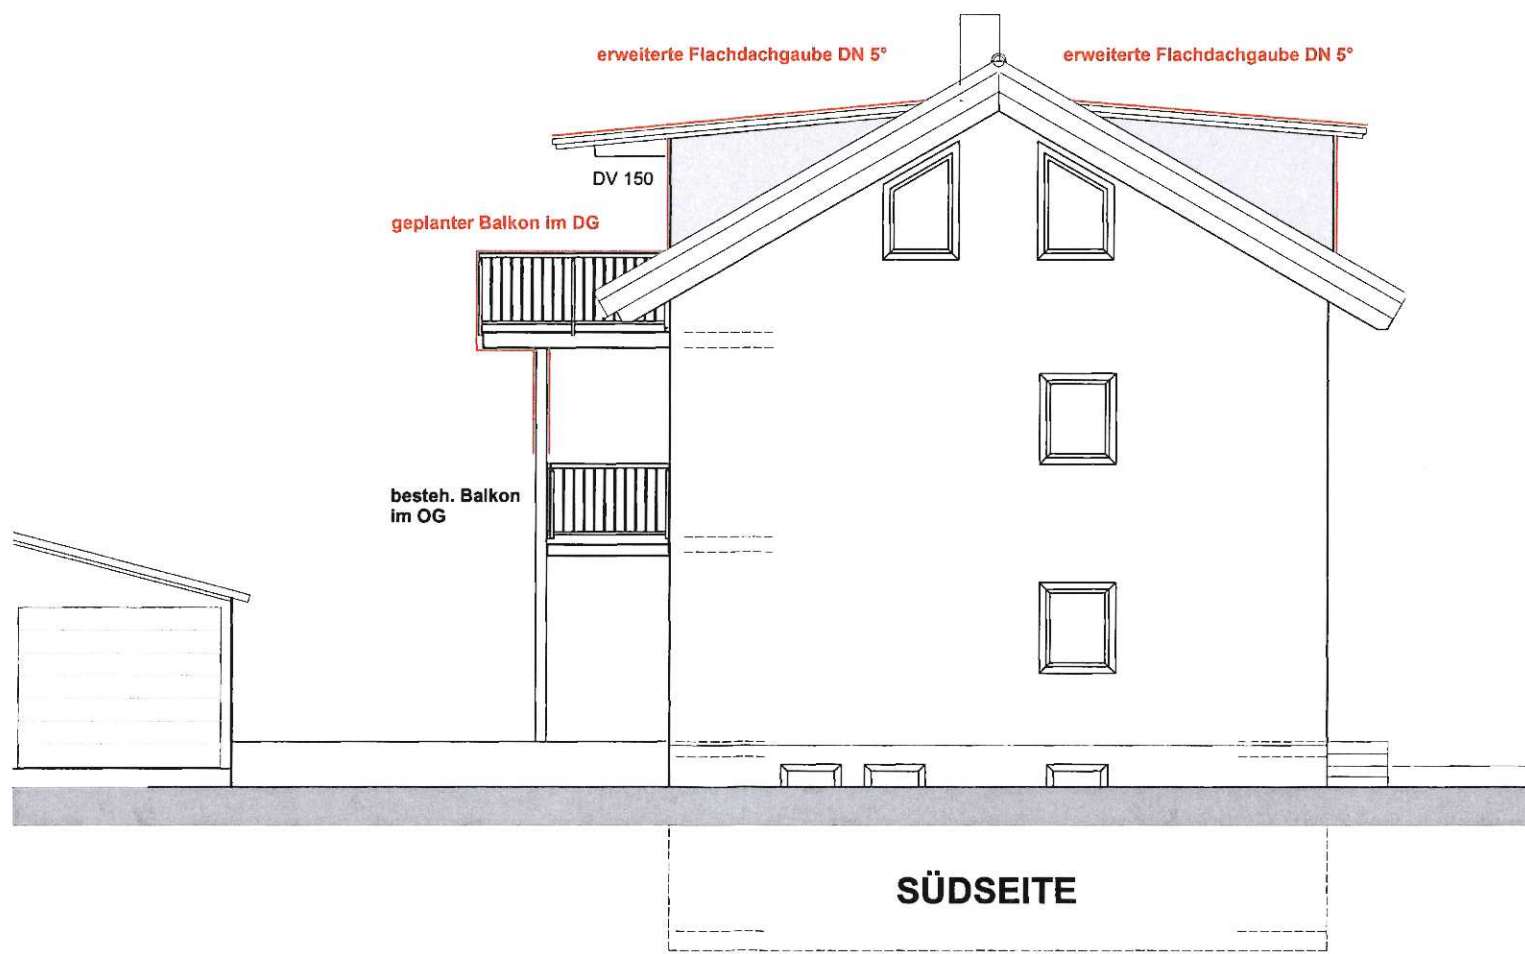 erweiterte Flachdachgaube DN 5°
erweiterte Flachdachgaube DN 5°
DV 150
geplanter Balkon im DG
besteh. Balkon
im OG
SÜDSEITE